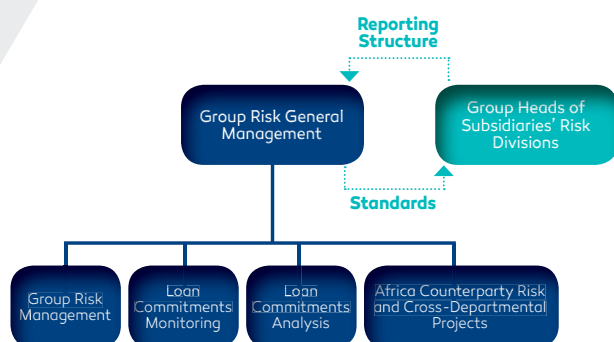 Reporting
Structure
Group Risk General
Management
Group Heads of
Subsidiaries' Risk
Divisions
Standards
Group Risk
Management
Loan
Commitments
Monitoring
Loan
Commitments
Analysis
Africa Counterparty Risk
and Cross-Departmental
Projects